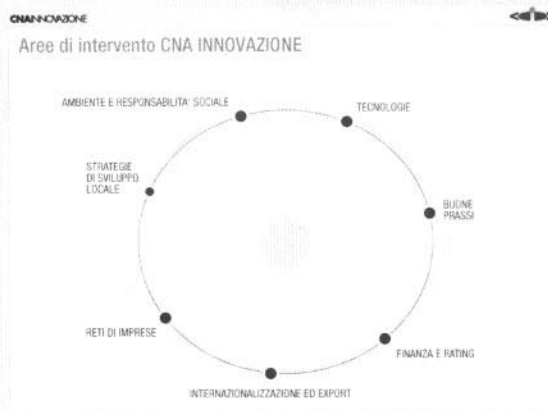 CNAINNOVAZIONE
Aree di intervento CNA INNOVAZIONE
AMBIENTE E RESPONSABILITA' SOCIALE
TECNOLOGIE
STRATEGIE
DI SVILUPPO
LOCALE
BUONE
PRASSI
RETI DI IMPRESE
FINANZA E RATING
INTERNAZIONALIZZAZIONE ED EXPORT